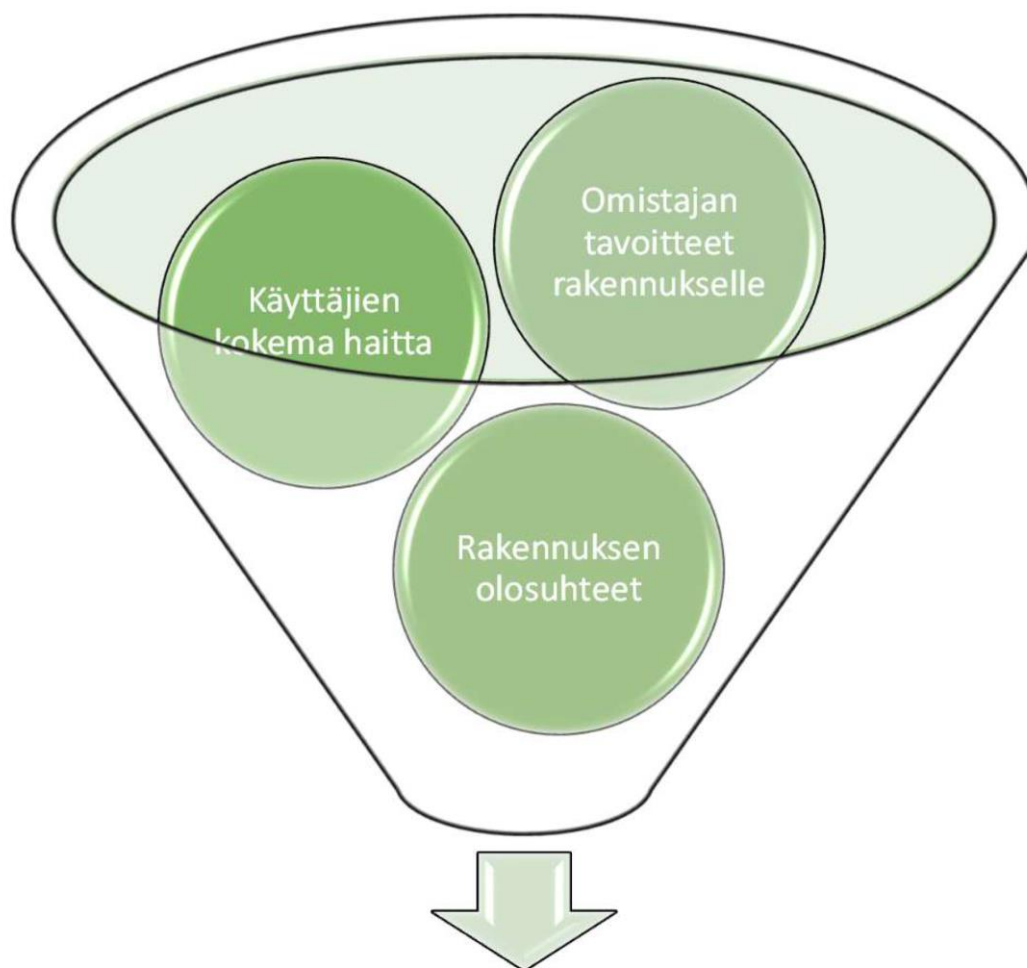 Omistajan
tavoitteet
rakennukselle
Käyttäjien
kokema haitta
Rakennuksen
olosuhteet